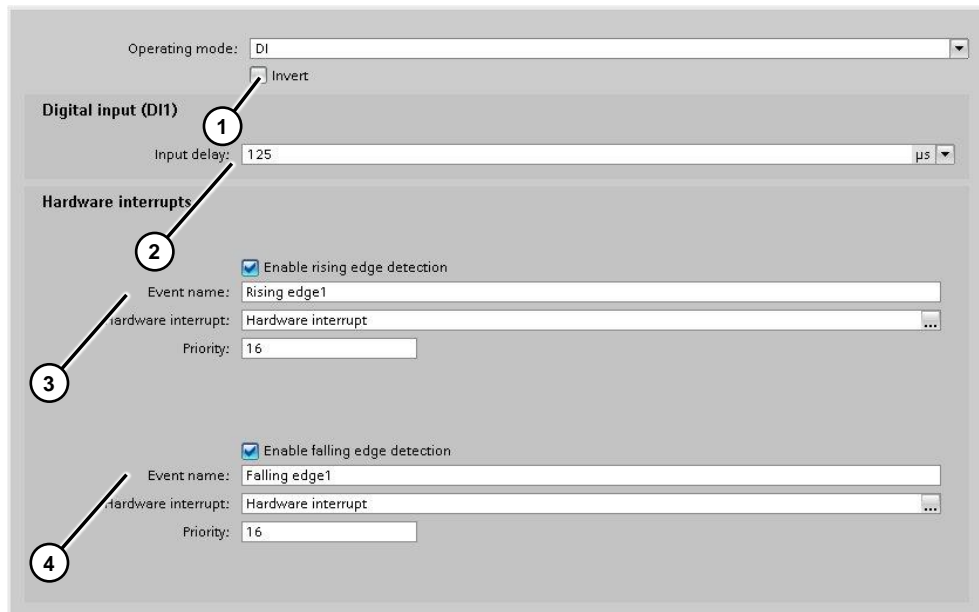 Operating mode: DI
Invert
Digital input (DI1)
1
Input delay: 125 µs
Hardware interrupts
2
Enable rising edge detection
Event name: Rising edge1
Hardware interrupt: Hardware interrupt ...
Priority: 16
3
Enable falling edge detection
Event name: Falling edge1
Hardware interrupt: Hardware interrupt ...
Priority: 16
4